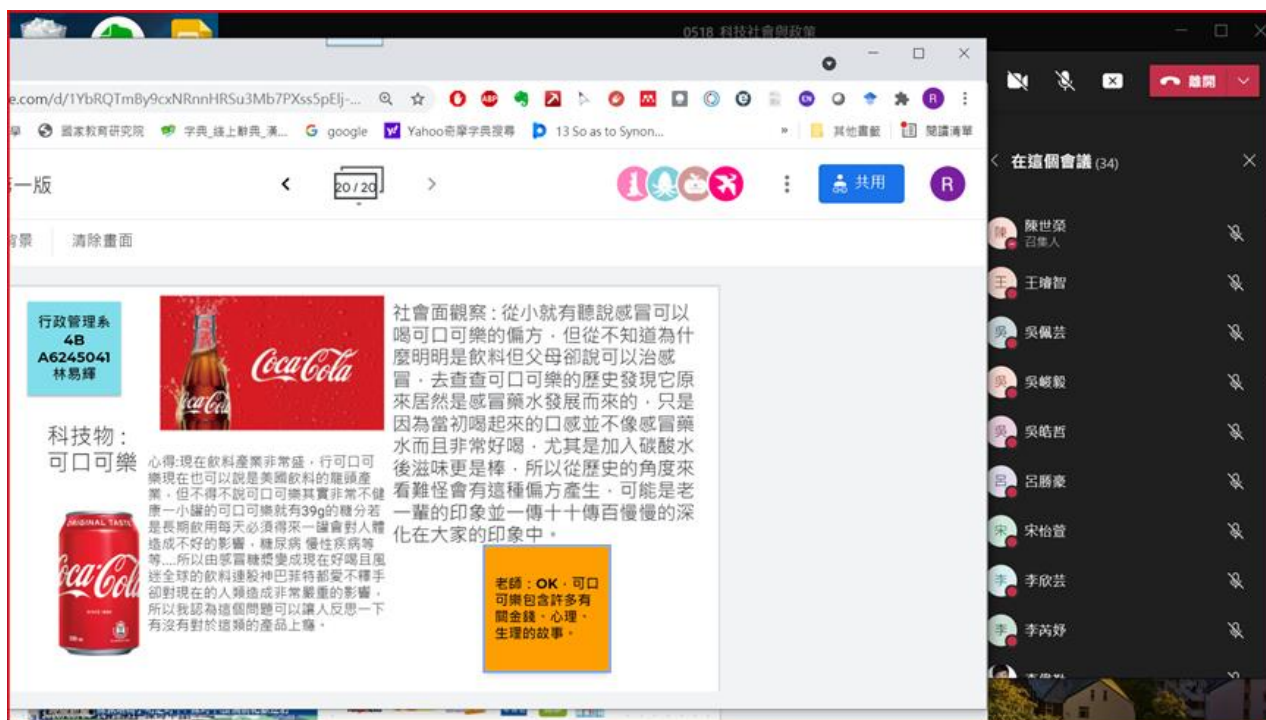 0518 科技社會與政策
e.com/d/1YbRQTmBy9cxNRnnHRSu3Mb7PXss5pElj-...
國家教育研究院
字典_線上辭典_漢...
google
Yahoo奇摩字典搜尋
13 So as to Synon...
»
其他書籤
閱讀清單
一版
20 / 20
共用
R
背景
清除畫面
行政管理系
4B
A6245041
林易輝
Coca-Cola
科技物：
可口可樂
ORIGINAL TASTE
Coca-Cola
社會面觀察：從小就有聽說感冒可以
喝可口可樂的偏方，但從不知道為什
麼明明是飲料但父母卻說可以治感
冒，去查查可口可樂的歷史發現它原
來居然是感冒藥水發展而來的，只是
因為當初喝起來的口感並不像感冒藥
水而且非常好喝，尤其是加入碳酸水
後滋味更是棒，所以從歷史的角度來
看難怪會有這種偏方產生，可能是老
一輩的印象並一傳十十傳百慢慢的深
化在大家的印象中。
心得:現在飲料產業非常盛，行可口可
樂現在也可以說是美國飲料的龍頭產
業，但不得不說可口可樂其實非常不健
康一小罐的可口可樂就有39g的糖分若
是長期飲用每天必須得來一罐會對人體
造成不好的影響，糖尿病 慢性疾病等
等....所以由感冒糖漿變成現在好喝且風
迷全球的飲料連股神巴菲特都愛不釋手
卻對現在的人類造成非常嚴重的影響，
所以我認為這個問題可以讓人反思一下
有沒有對於這類的產品上癮。
老師：OK，可口
可樂包含許多有
關金錢、心理、
生理的故事。
離開
在這個會議 (34)
陳 陳世榮
召集人
王 王璿智
吳 吳佩芸
吳 吳峻毅
吳 吳皓哲
呂 呂勝豪
宋 宋怡萱
李 李欣芸
李 李芮妤